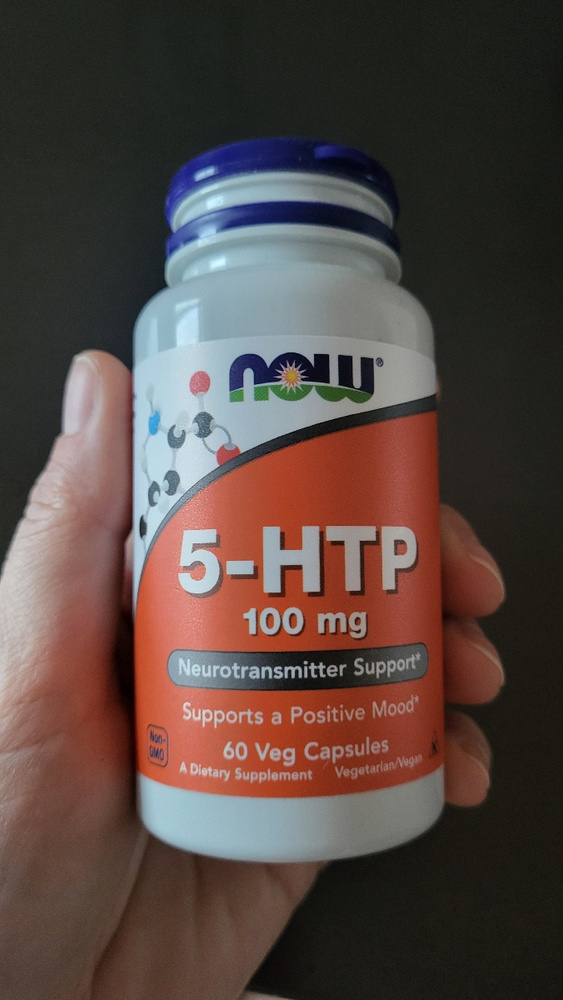 NOW®
5-HTP
100 mg
Neurotransmitter Support*
Supports a Positive Mood*
Non-
GMO
60 Veg Capsules
A Dietary Supplement Vegetarian/Vegan